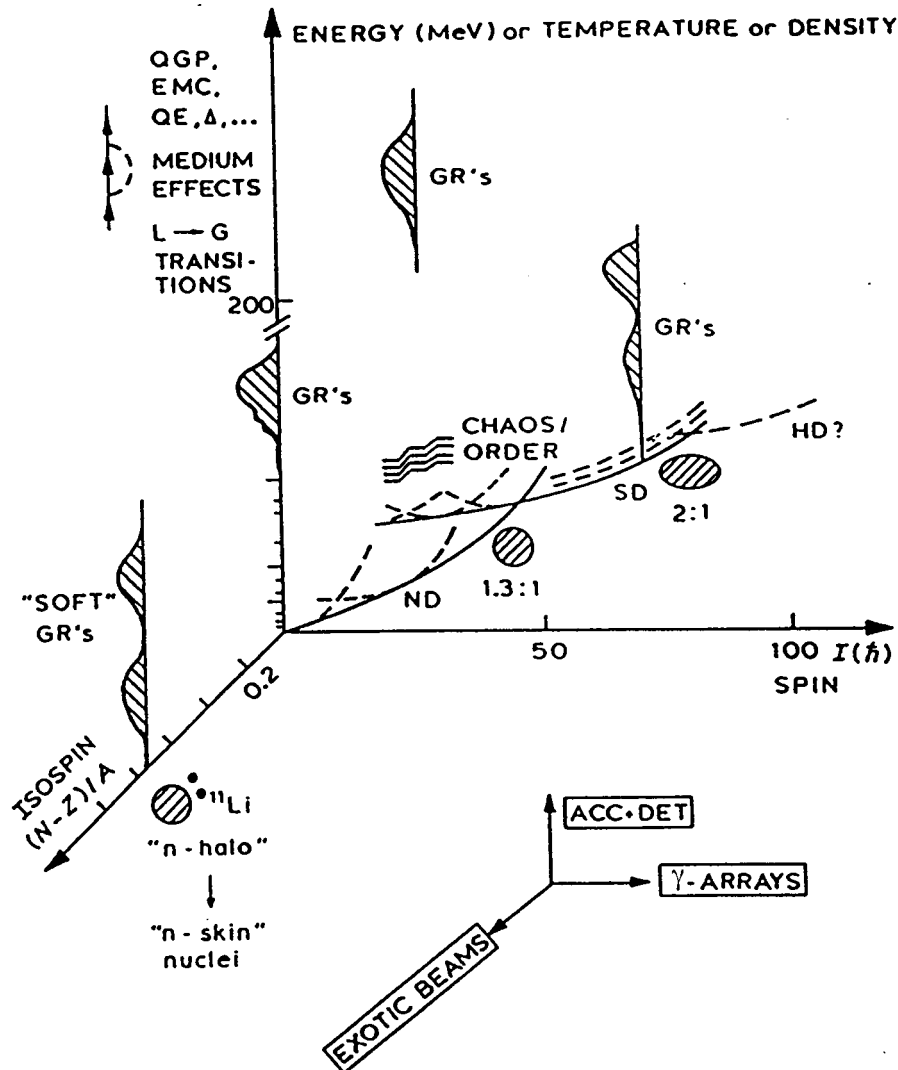 ENERGY (MeV) or TEMPERATURE or DENSITY
QGP,
EMC,
QE, Δ, ...
MEDIUM
EFFECTS
L → G
TRANSI-
TIONS
200
GR's
GR's
GR's
CHAOS/
ORDER
HD?
SD
2:1
ND
1.3:1
"SOFT"
GR's
0.2
50
100 I(ħ)
SPIN
ISOSPIN
(N-Z)/A
¹¹Li
"n-halo"
↓
"n-skin"
nuclei
ACC+DET
γ-ARRAYS
EXOTIC BEAMS